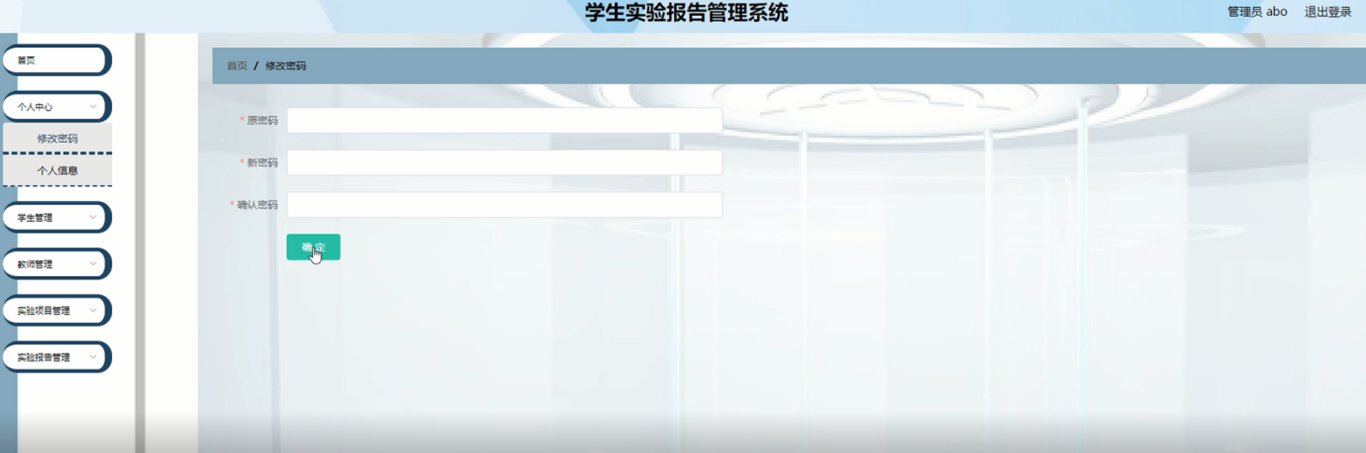 学生实验报告管理系统
管理员 abo 退出登录
首页
个人中心
修改密码
个人信息
学生管理
教师管理
实验项目管理
实验报告管理
首页 / 修改密码
* 原密码
* 新密码
* 确认密码
确定